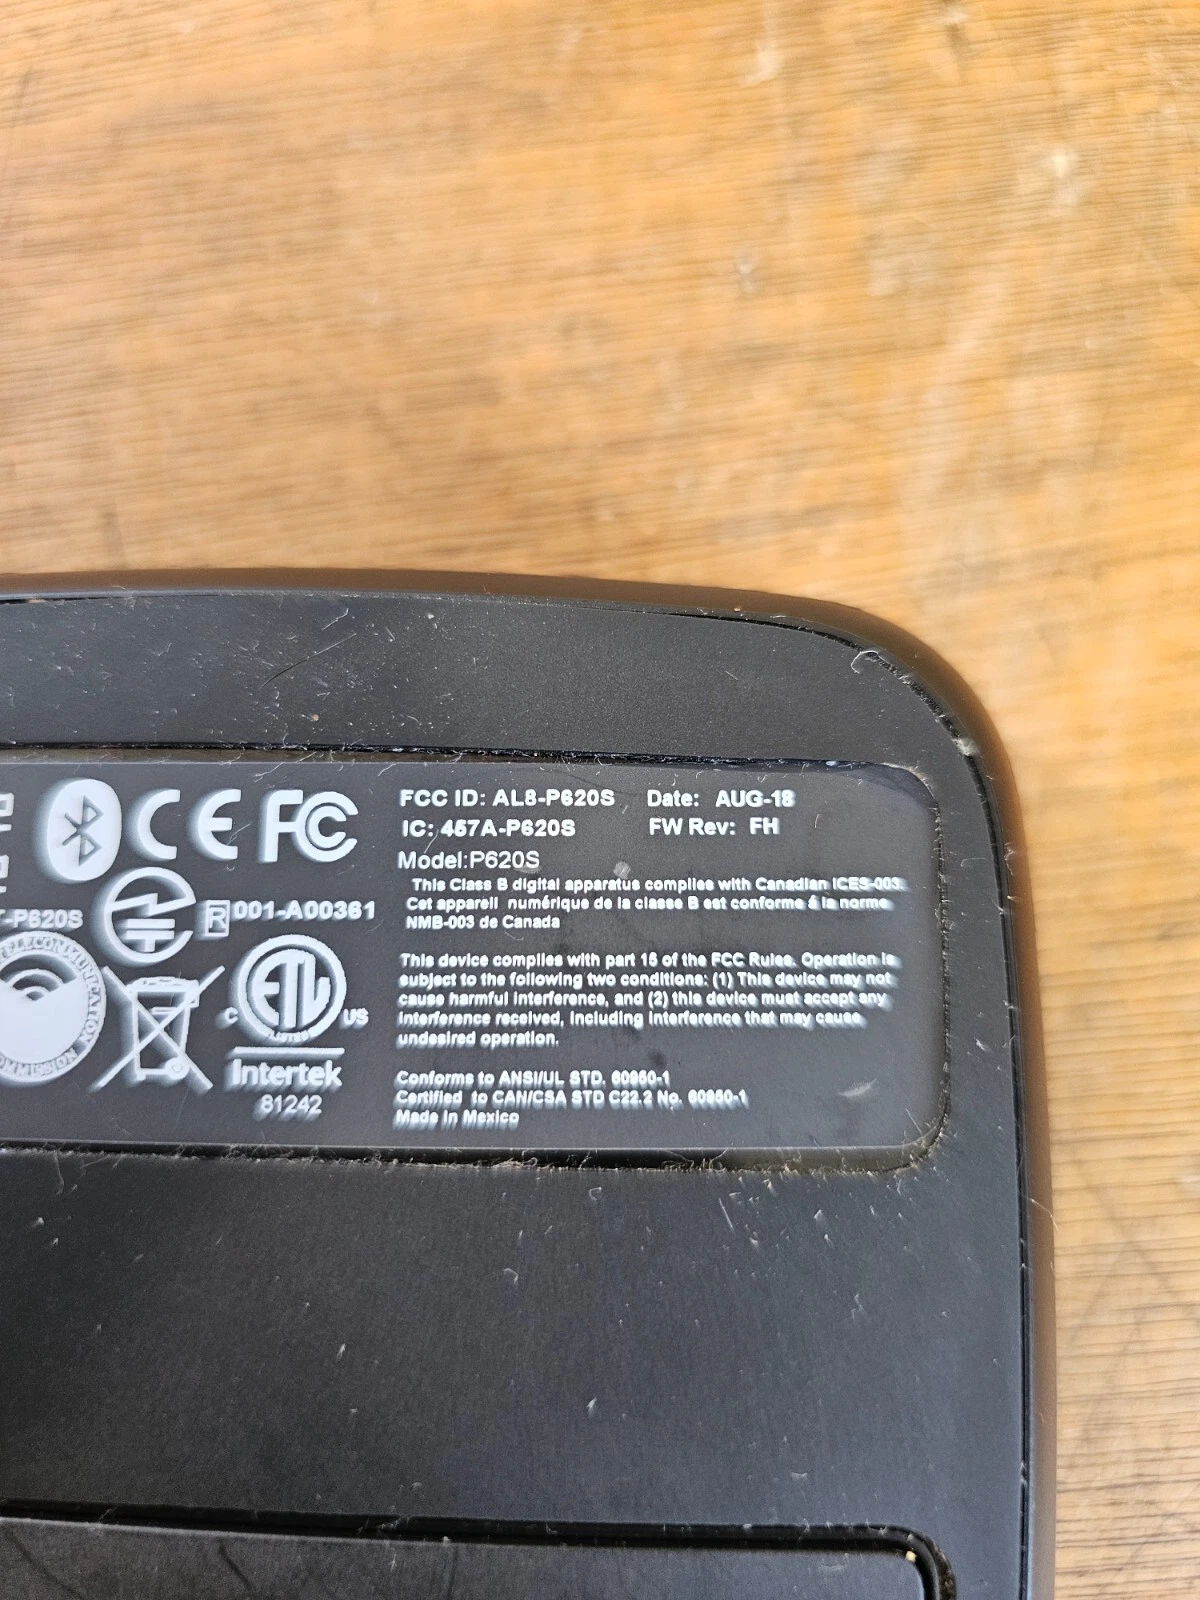 CE FC
FCC ID: AL8-P620S Date: AUG-18
IC: 457A-P620S FW Rev: FH
Model:P620S
This Class B digital apparatus complies with Canadian ICES-003.
Cet appareil numérique de la classe B est conforme á la norme
NMB-003 de Canada
T-P620S
R 001-A00361
TELECOMMUNICATION
OMMISSION
This device complies with part 15 of the FCC Rules. Operation is
subject to the following two conditions: (1) This device may not
cause harmful interference, and (2) this device must accept any
interference received, including interference that may cause
undesired operation.
ETL
C US
LISTED
Intertek
81242
Conforms to ANSI/UL STD. 60950-1
Certified to CAN/CSA STD C22.2 No. 60950-1
Made in Mexico